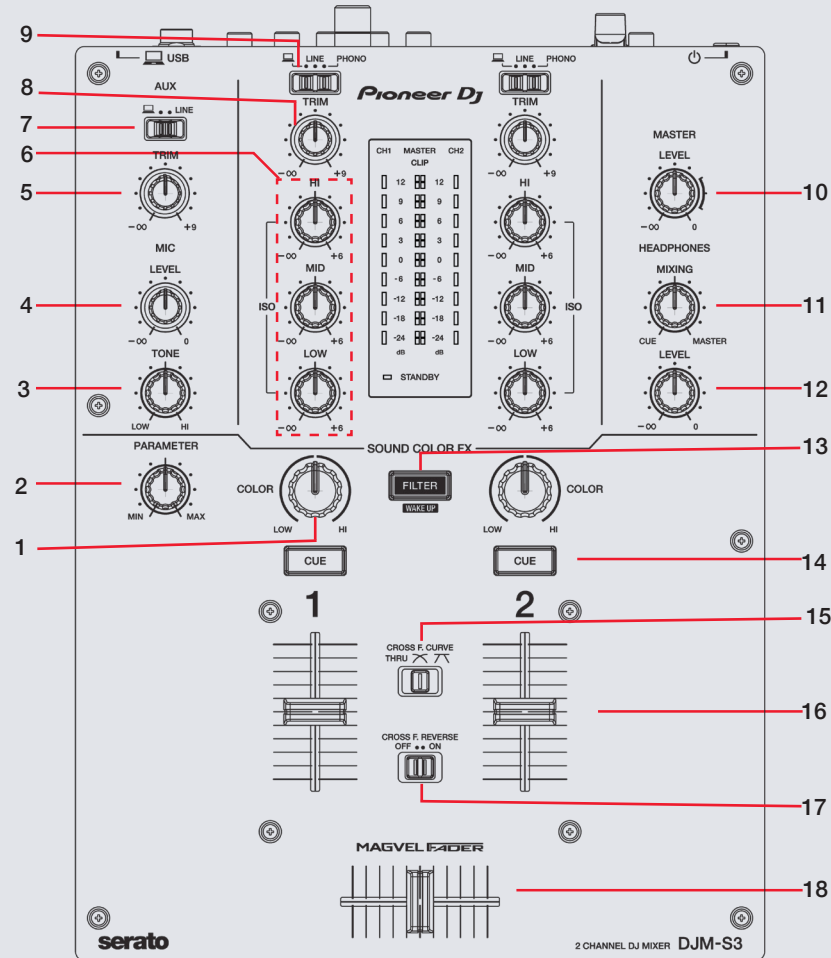 9
USB
LINE PHONO
LINE PHONO
8
AUX
Pioneer Dj
TRIM
TRIM
LINE
7
CH1 MASTER CH2
CLIP
MASTER
6
TRIM
-∞ +9
-∞ +9
LEVEL
HI
HI
12 12
9 9
6 6
3 3
0 0
-6 -6
-12 -12
-18 -18
-24 -24
dB dB
STANDBY
5
-∞ +9
10
-∞ 0
MIC
-∞ +6
-∞ +6
HEADPHONES
LEVEL
MID
MID
MIXING
4
ISO
ISO
11
-∞ 0
-∞ +6
-∞ +6
CUE MASTER
TONE
LOW
LOW
LEVEL
3
12
LOW HI
-∞ +6
-∞ +6
-∞ 0
PARAMETER
SOUND COLOR FX
13
2
COLOR
FILTER
COLOR
MIN MAX
WAKE UP
LOW HI
LOW HI
1
CUE
CUE
14
1
2
15
CROSS F. CURVE
THRU
16
CROSS F. REVERSE
OFF ON
17
MAGVEL FADER
18
serato
2 CHANNEL DJ MIXER DJM-S3